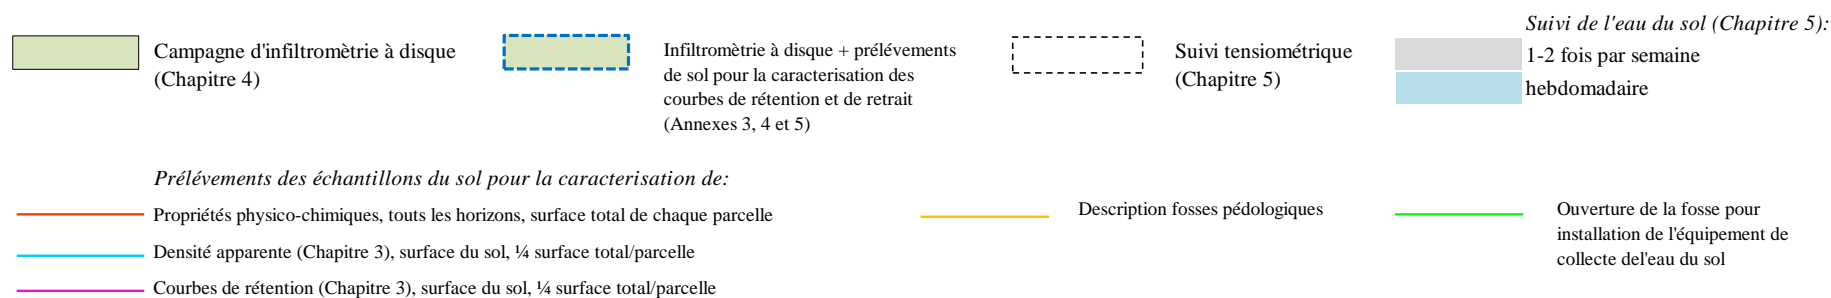 Campagne d'infiltromètrie à disque
(Chapitre 4)
Infiltromètrie à disque + prélévements
de sol pour la caracterisation des
courbes de rétention et de retrait
(Annexes 3, 4 et 5)
Suivi tensiométrique
(Chapitre 5)
Suivi de l'eau du sol (Chapitre 5):
1-2 fois par semaine
hebdomadaire
Prélévements des échantillons du sol pour la caracterisation de:
Propriétés physico-chimiques, touts les horizons, surface total de chaque parcelle
Densité apparente (Chapitre 3), surface du sol, ¼ surface total/parcelle
Courbes de rétention (Chapitre 3), surface du sol, ¼ surface total/parcelle
Description fosses pédologiques
Ouverture de la fosse pour
installation de l'équipement de
collecte del'eau du sol